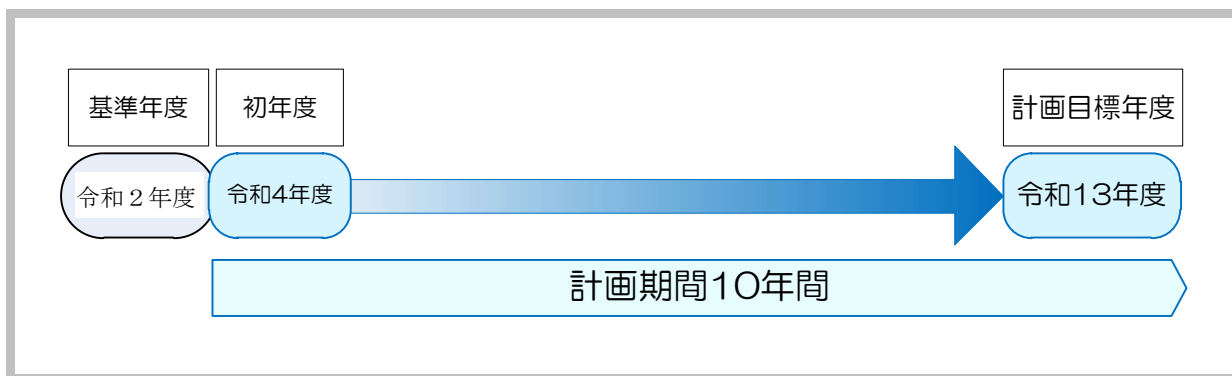 基準年度
初年度
計画目標年度
令和２年度
令和4年度
令和13年度
計画期間10年間